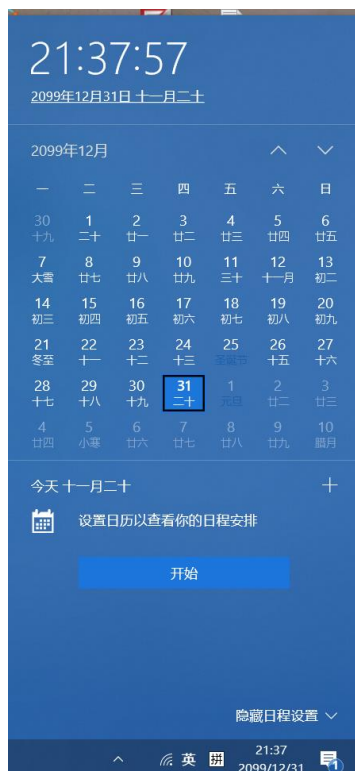 21:37:57
2099年12月31日 十一月二十
2099年12月
一 二 三 四 五 六 日
30 1 2 3 4 5 6
十九 二十 廿一 廿二 廿三 廿四 廿五
7 8 9 10 11 12 13
大雪 廿七 廿八 廿九 三十 十一月 初二
14 15 16 17 18 19 20
初三 初四 初五 初六 初七 初八 初九
21 22 23 24 25 26 27
冬至 十一 十二 十三 圣诞节 十五 十六
28 29 30 31 1 2 3
十七 十八 十九 二十 元旦 廿二 廿三
4 5 6 7 8 9 10
廿四 小寒 廿六 廿七 廿八 廿九 腊月
今天 十一月二十
设置日历以查看你的日程安排
开始
隐藏日程设置
英 拼 21:37
2099/12/31 1